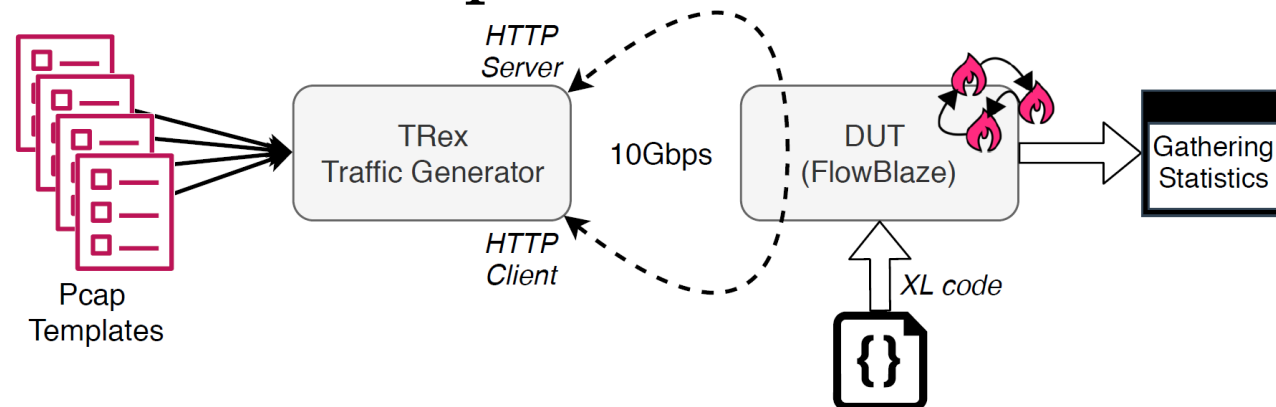 HTTP
Server
TRex
Traffic Generator
10Gbps
DUT
(FlowBlaze)
Gathering
Statistics
HTTP
Client
Pcap
Templates
XL code
{}